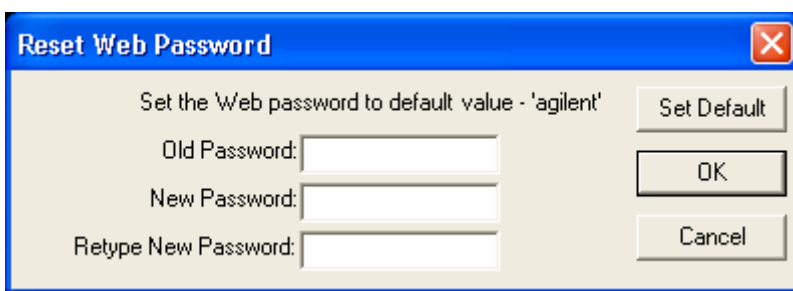 Reset Web Password
Set the Web password to default value - 'agilent'
Set Default
Old Password:
OK
New Password:
Retype New Password:
Cancel